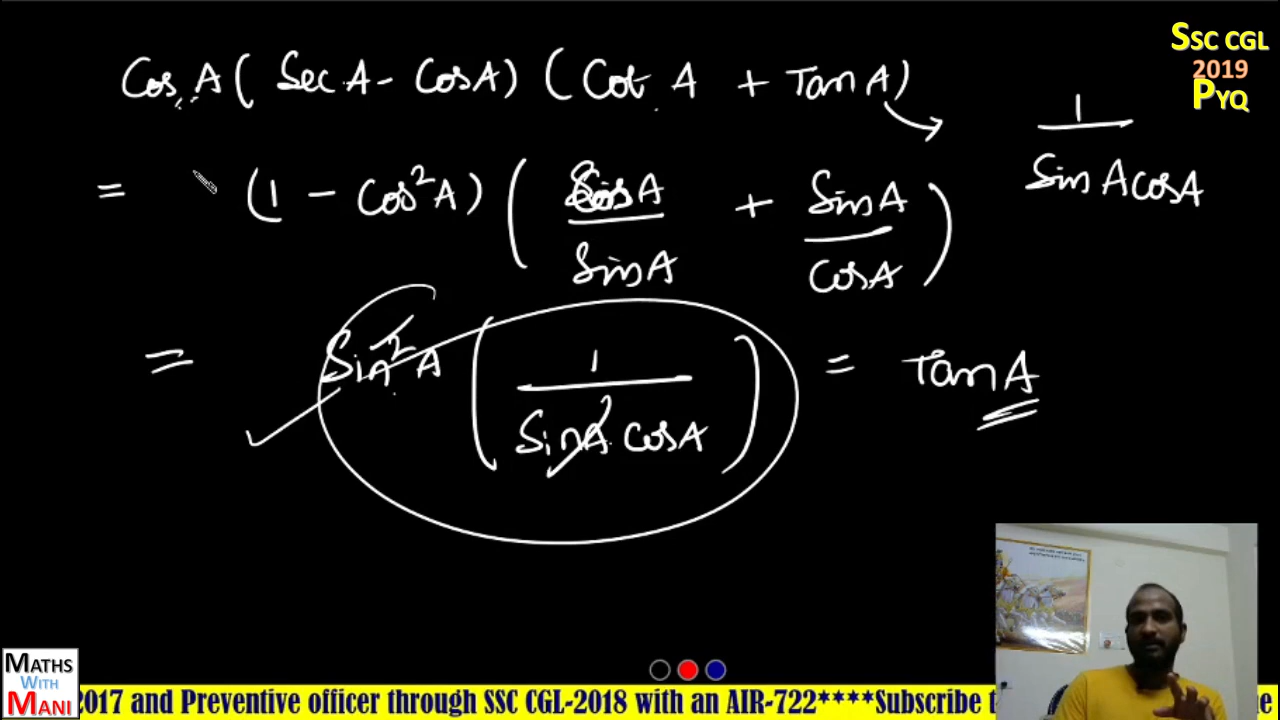 Cos A ( Sec A - Cos A ) ( Cot A + Tan A )
SSC CGL
2019
PYQ
1 / Sin A Cos A
= ( 1 - Cos²A ) ( Cos A / Sin A + Sin A / Cos A )
= Sin²A ( 1 / Sin A Cos A ) = Tan A
MATHS
WITH
MANI
2017 and Preventive officer through SSC CGL-2018 with an AIR-722****Subscribe